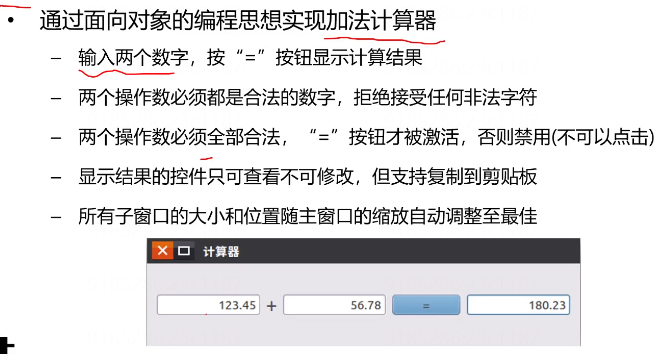 • 通过面向对象的编程思想实现加法计算器
– 输入两个数字，按“=”按钮显示计算结果
– 两个操作数必须都是合法的数字，拒绝接受任何非法字符
– 两个操作数必须全部合法，“=”按钮才被激活，否则禁用(不可以点击)
– 显示结果的控件只可查看不可修改，但支持复制到剪贴板
– 所有子窗口的大小和位置随主窗口的缩放自动调整至最佳
计算器
123.45 + 56.78 = 180.23